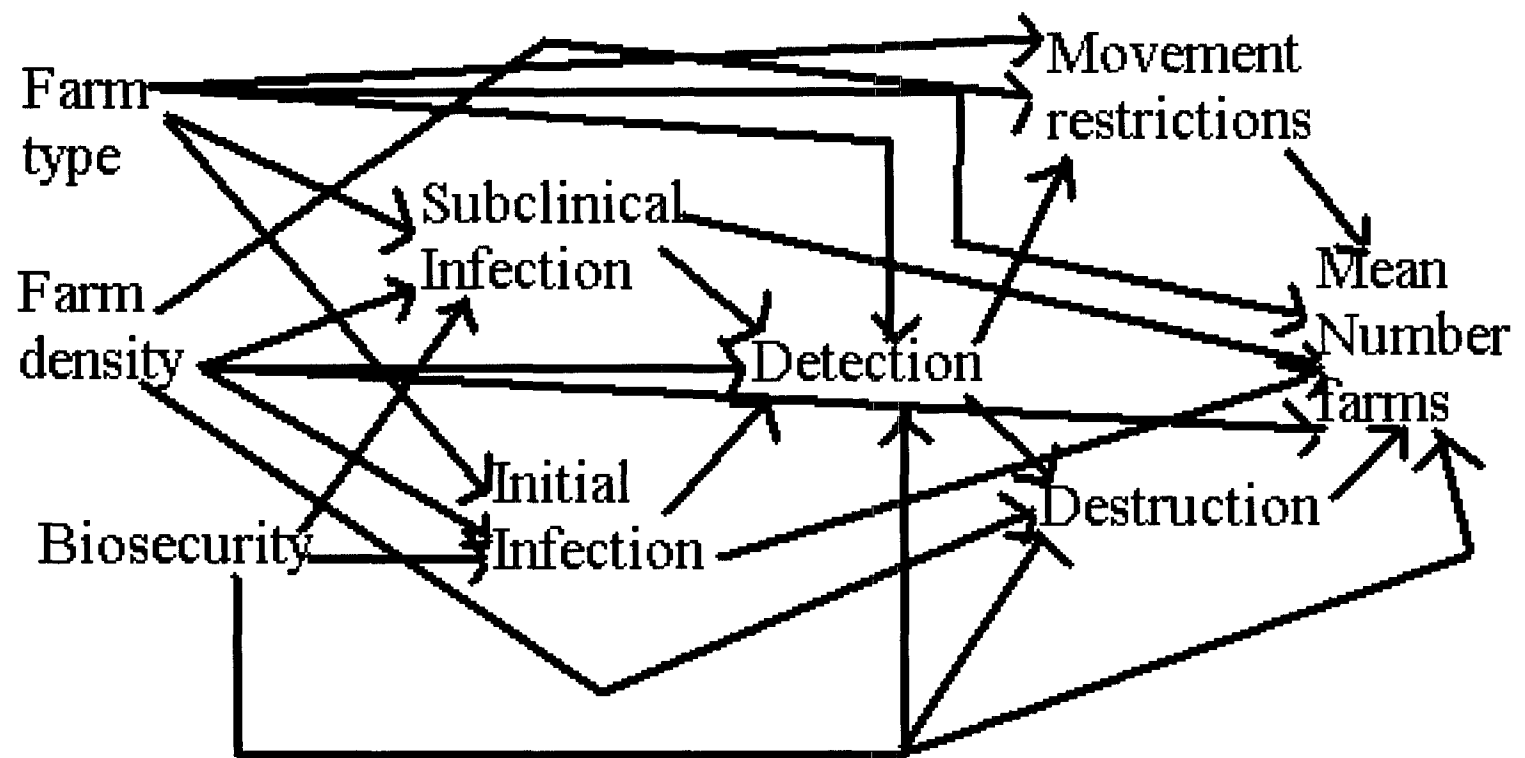 Farm
type
Farm
density
Biosecurity
Subclinical
Infection
Initial
Infection
Detection
Movement
restrictions
Destruction
Mean
Number
farms